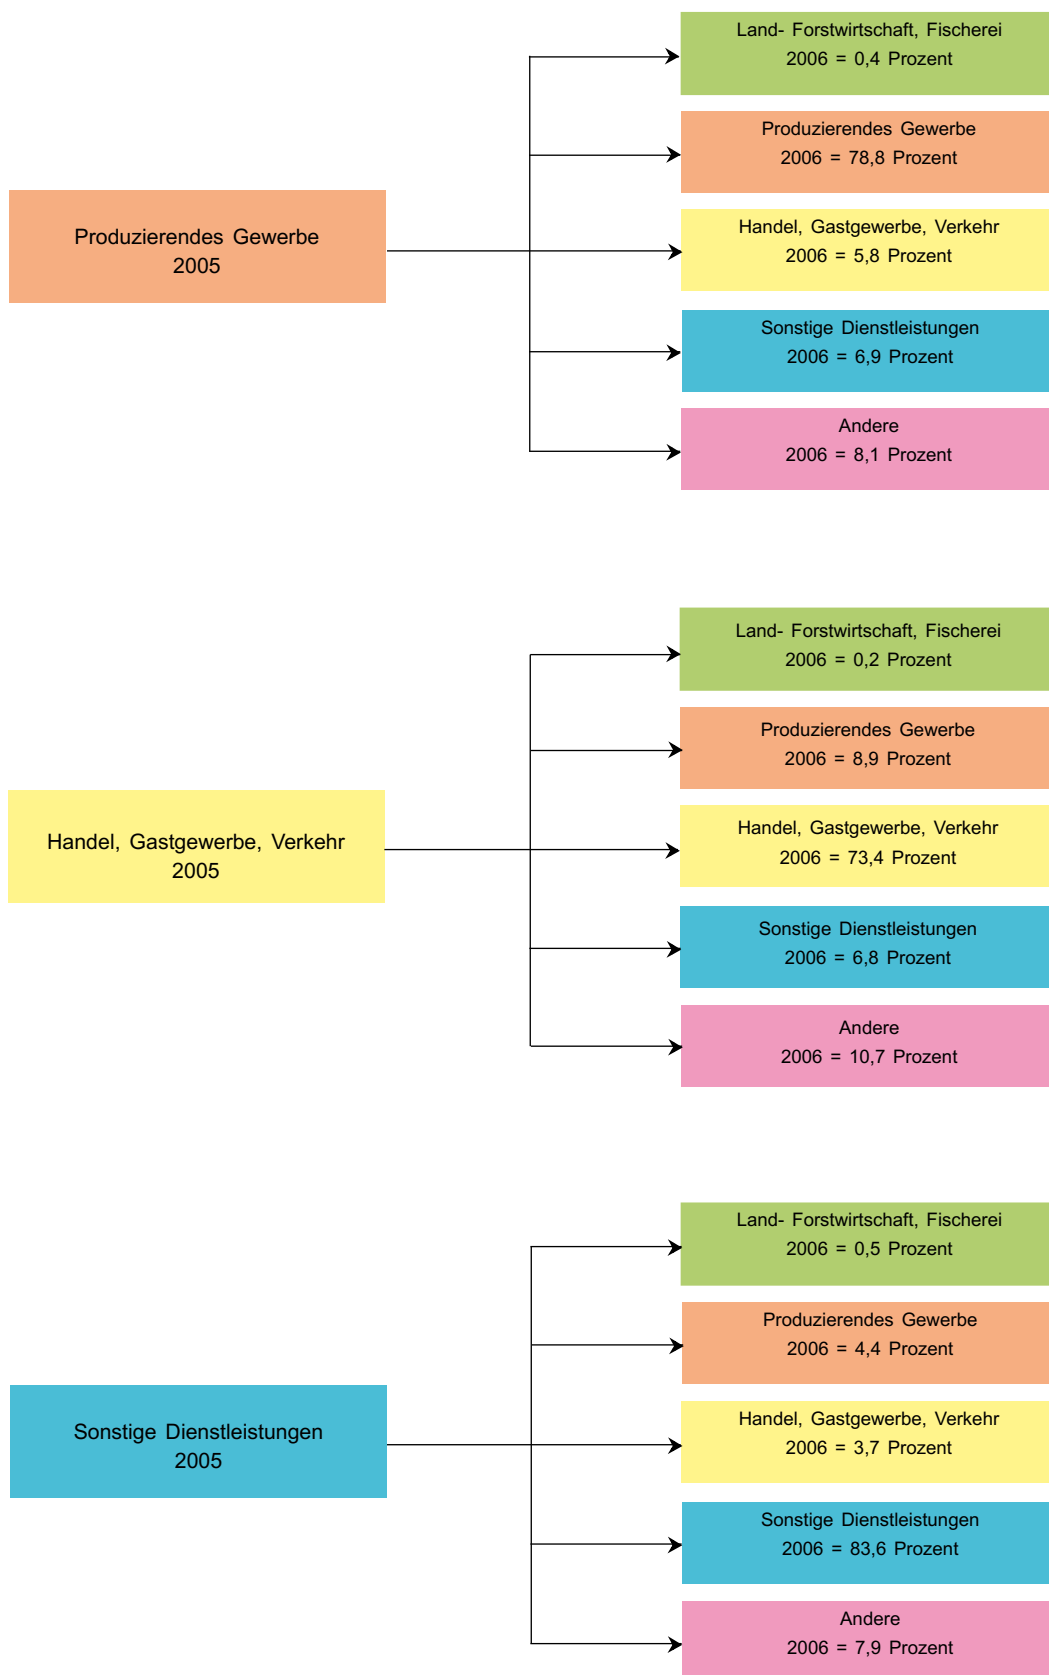 Land- Forstwirtschaft, Fischerei
2006 = 0,4 Prozent
Produzierendes Gewerbe
2006 = 78,8 Prozent
Produzierendes Gewerbe
2005
Handel, Gastgewerbe, Verkehr
2006 = 5,8 Prozent
Sonstige Dienstleistungen
2006 = 6,9 Prozent
Andere
2006 = 8,1 Prozent
Land- Forstwirtschaft, Fischerei
2006 = 0,2 Prozent
Produzierendes Gewerbe
2006 = 8,9 Prozent
Handel, Gastgewerbe, Verkehr
2005
Handel, Gastgewerbe, Verkehr
2006 = 73,4 Prozent
Sonstige Dienstleistungen
2006 = 6,8 Prozent
Andere
2006 = 10,7 Prozent
Land- Forstwirtschaft, Fischerei
2006 = 0,5 Prozent
Produzierendes Gewerbe
2006 = 4,4 Prozent
Sonstige Dienstleistungen
2005
Handel, Gastgewerbe, Verkehr
2006 = 3,7 Prozent
Sonstige Dienstleistungen
2006 = 83,6 Prozent
Andere
2006 = 7,9 Prozent